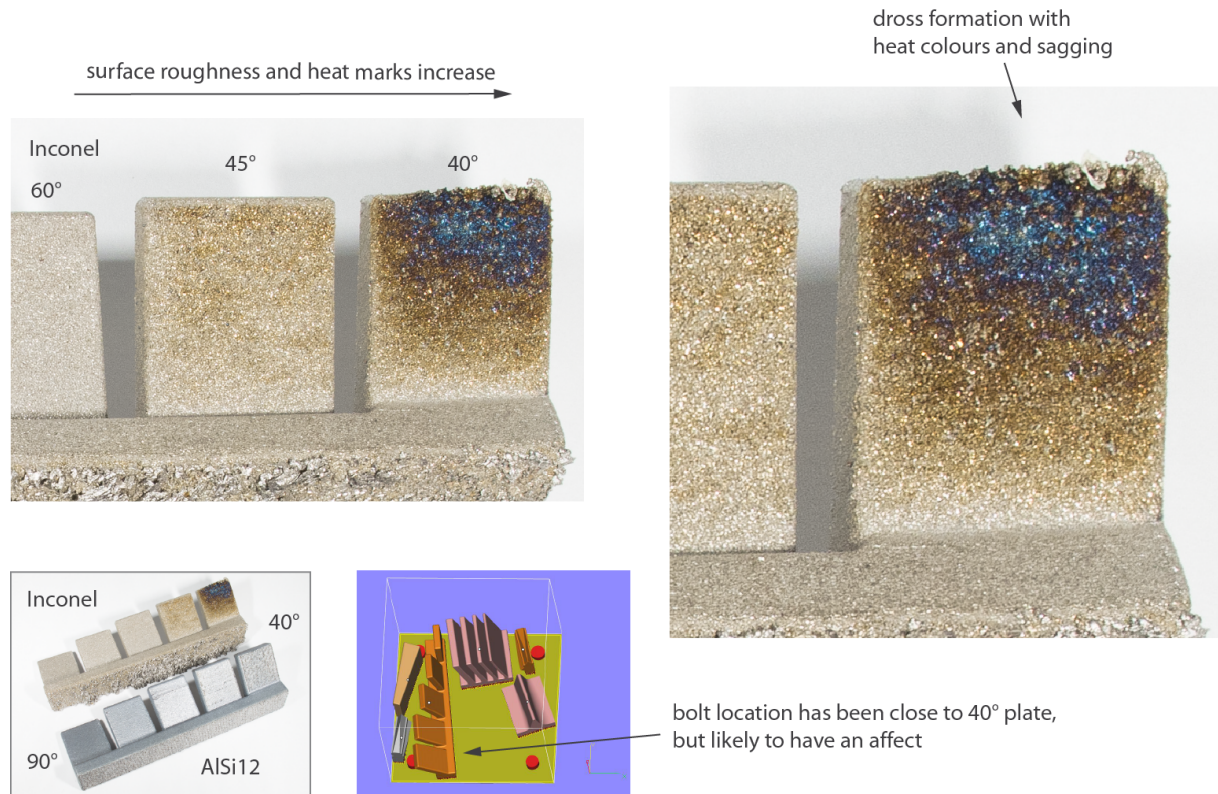 dross formation with
heat colours and sagging
surface roughness and heat marks increase
Inconel
60°
45°
40°
Inconel
40°
90°
AlSi12
bolt location has been close to 40° plate,
but likely to have an affect